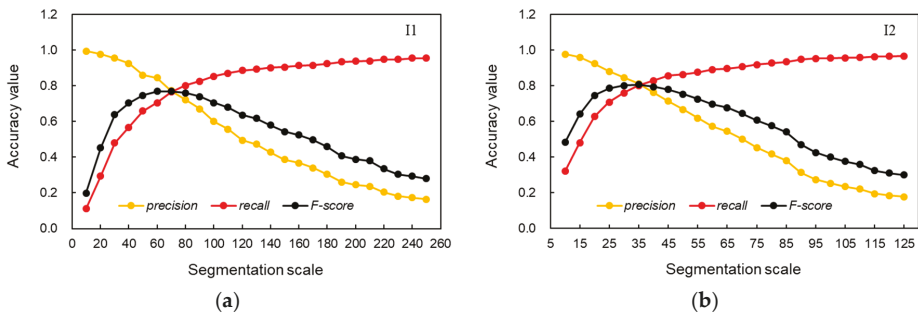 I1
1.2
1.0
0.8
0.6
0.4
0.2
0.0
Accuracy value
precision recall F-score
0 20 40 60 80 100 120 140 160 180 200 220 240 260
Segmentation scale
(a)
I2
1.2
1.0
0.8
0.6
0.4
0.2
0.0
Accuracy value
precision recall F-score
5 15 25 35 45 55 65 75 85 95 105 115 125
Segmentation scale
(b)